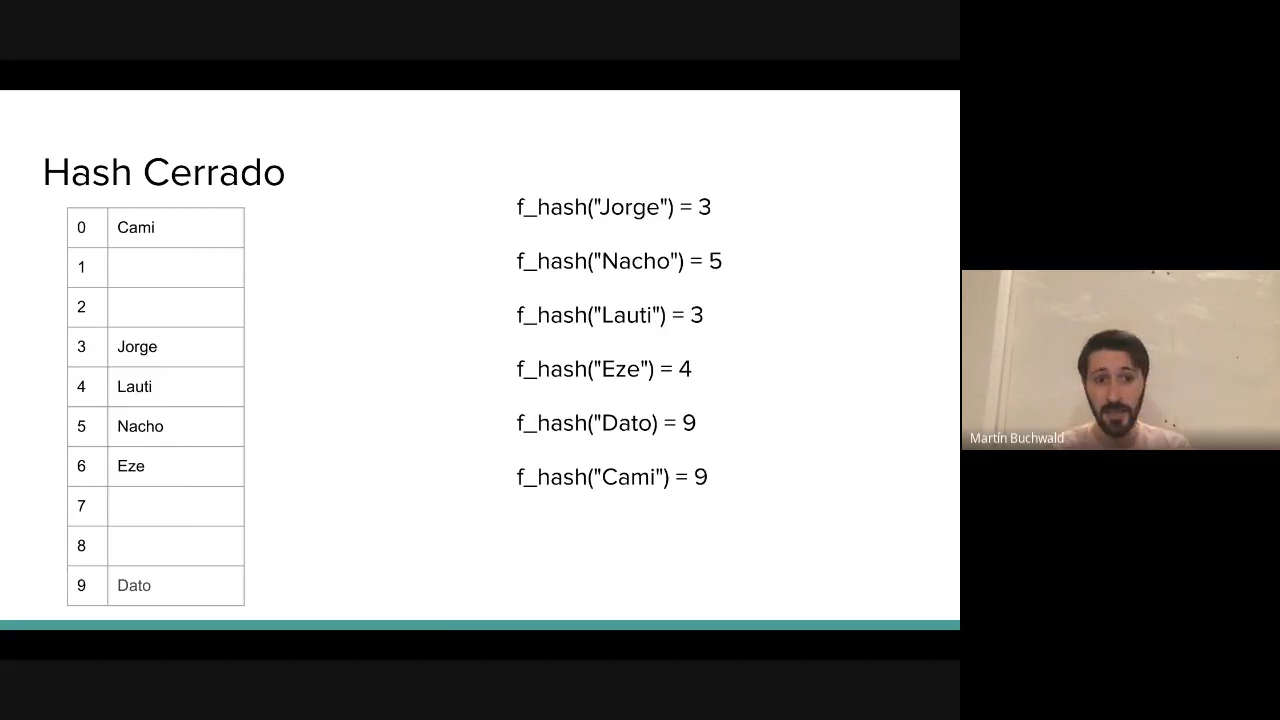 Hash Cerrado
0 Cami
1
2
3 Jorge
4 Lauti
5 Nacho
6 Eze
7
8
9 Dato
f_hash("Jorge") = 3
f_hash("Nacho") = 5
f_hash("Lauti") = 3
f_hash("Eze") = 4
f_hash("Dato) = 9
f_hash("Cami") = 9
Martín Buchwald